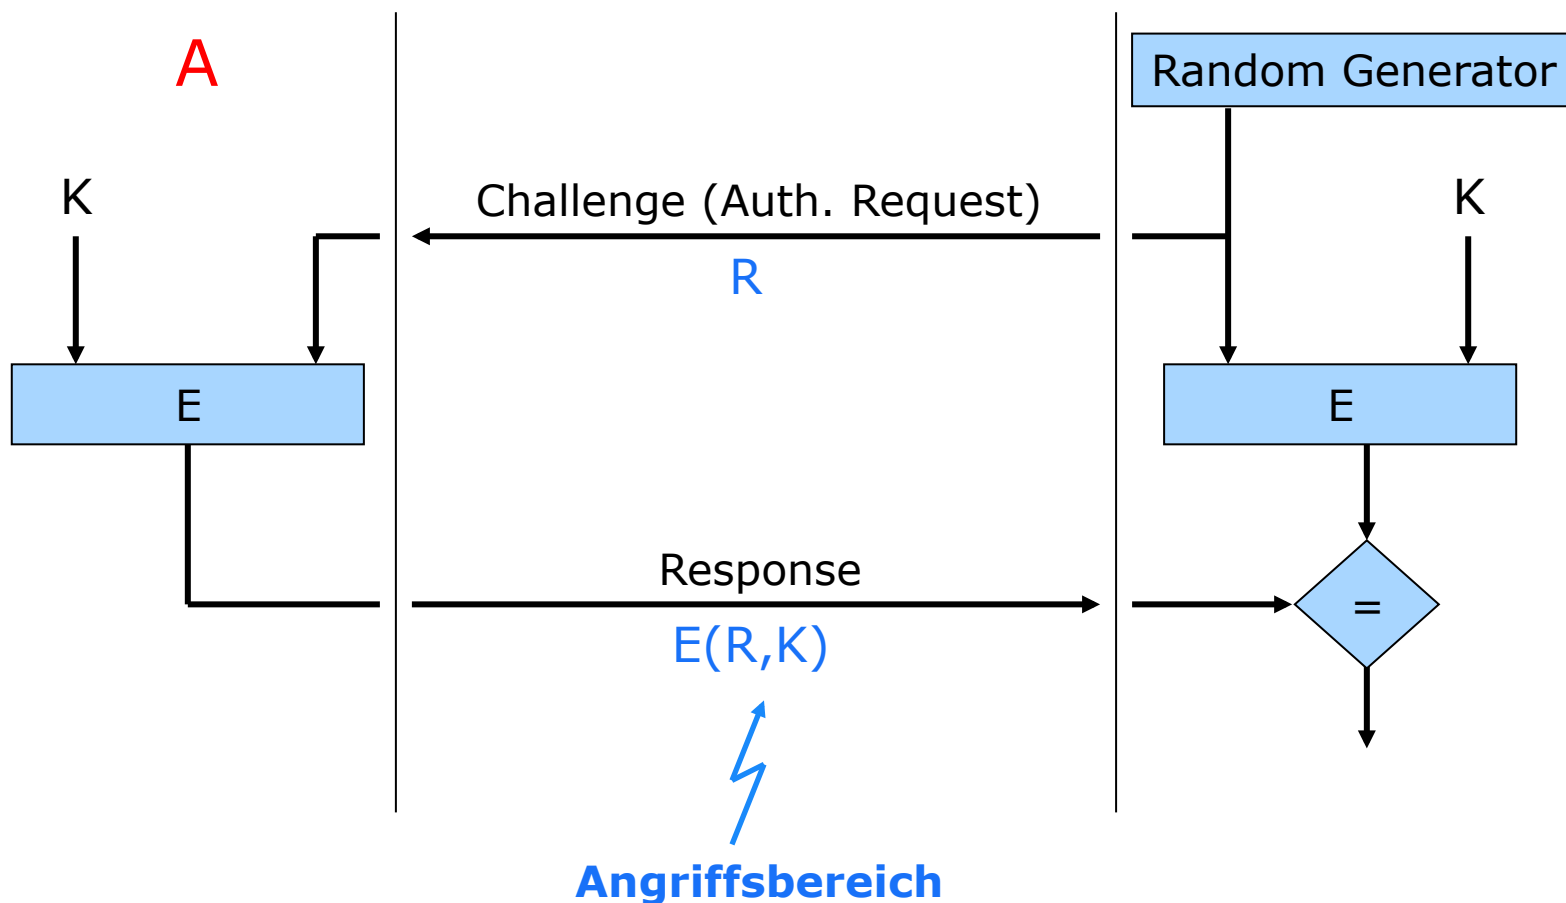 A
Random Generator
K
Challenge (Auth. Request)
K
R
E
E
Response
=
E(R,K)
Angriffsbereich